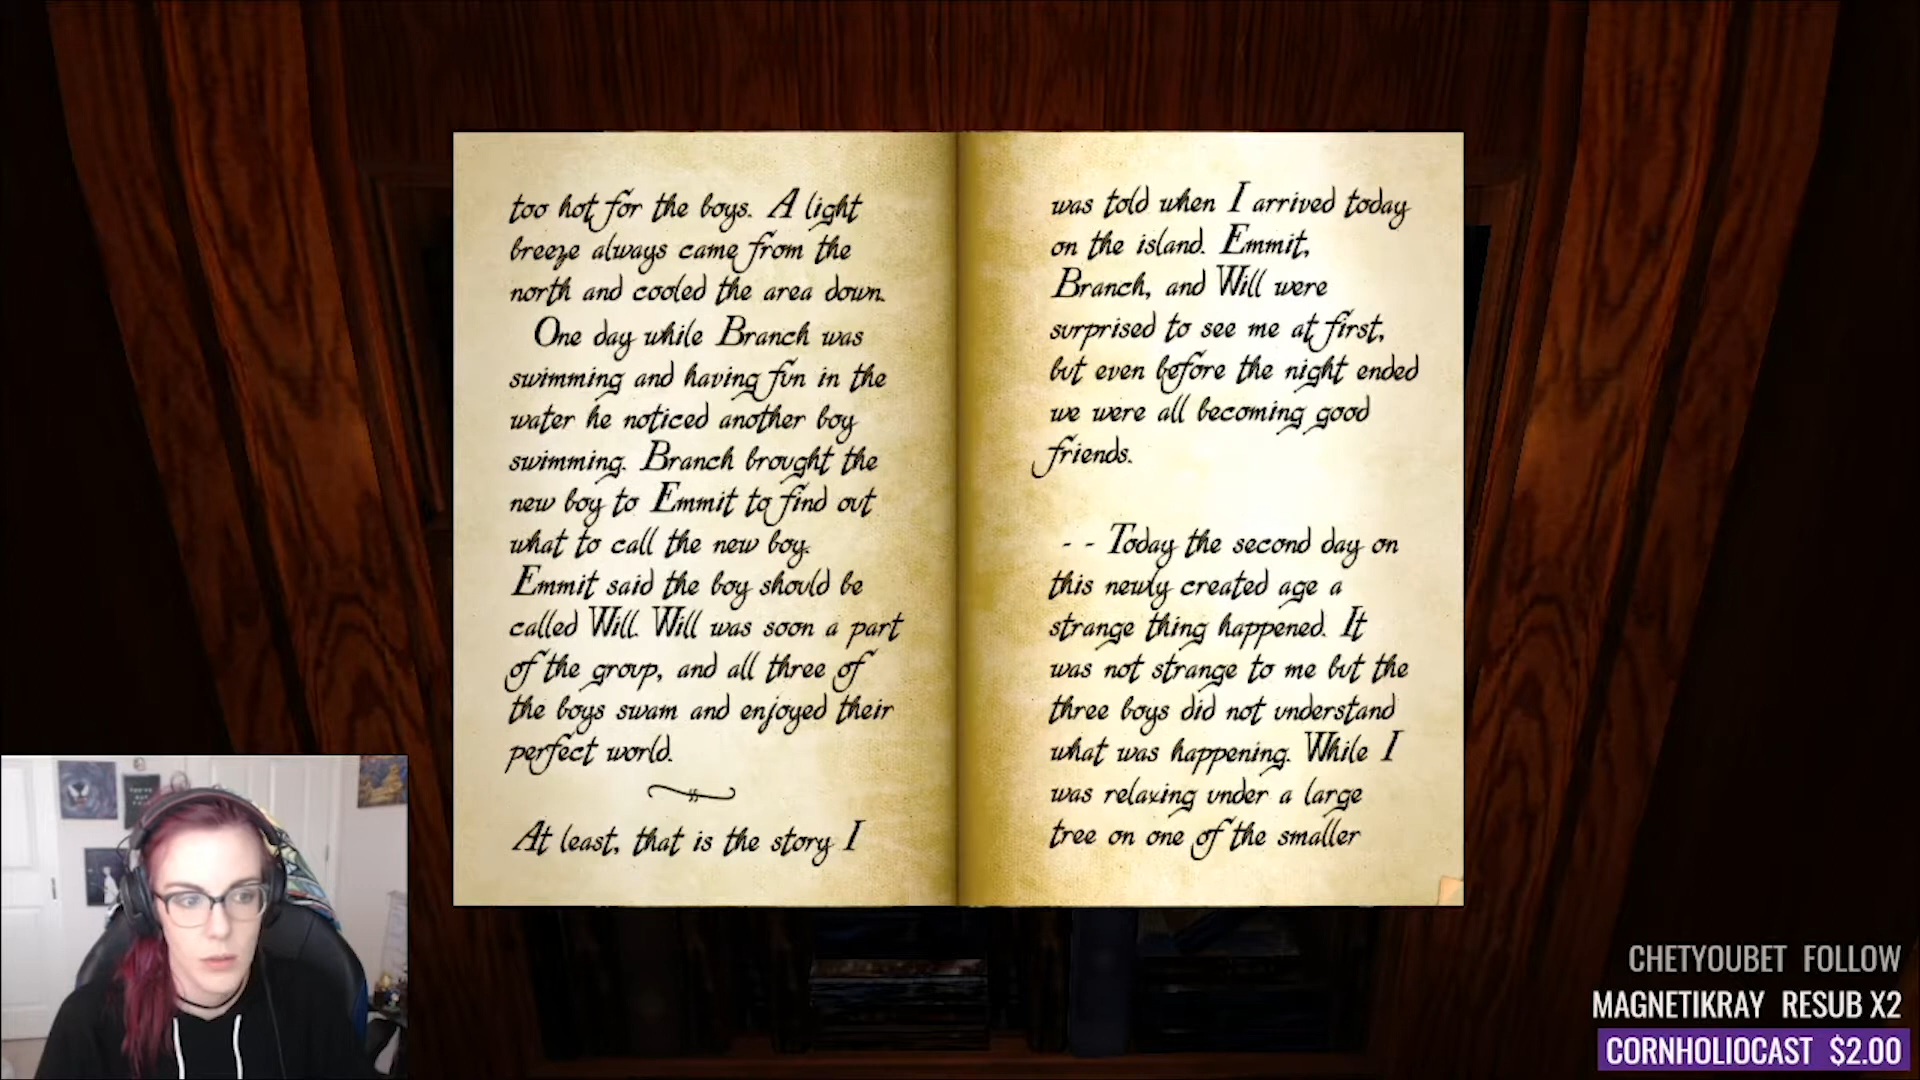 too hot for the boys. A light
breeze always came from the
north and cooled the area down.
One day while Branch was
swimming and having fun in the
water he noticed another boy
swimming. Branch brought the
new boy to Emmit to find out
what to call the new boy.
Emmit said the boy should be
called Will. Will was soon a part
of the group, and all three of
the boys swam and enjoyed their
perfect world.
At least, that is the story I
was told when I arrived today
on the island. Emmit,
Branch, and Will were
surprised to see me at first,
but even before the night ended
we were all becoming good
friends.
- - Today the second day on
this newly created age a
strange thing happened. It
was not strange to me but the
three boys did not understand
what was happening. While I
was relaxing under a large
tree on one of the smaller
CHETYOUBET FOLLOW
MAGNETIKRAY RESUB X2
CORNHOLIOCAST $2.00